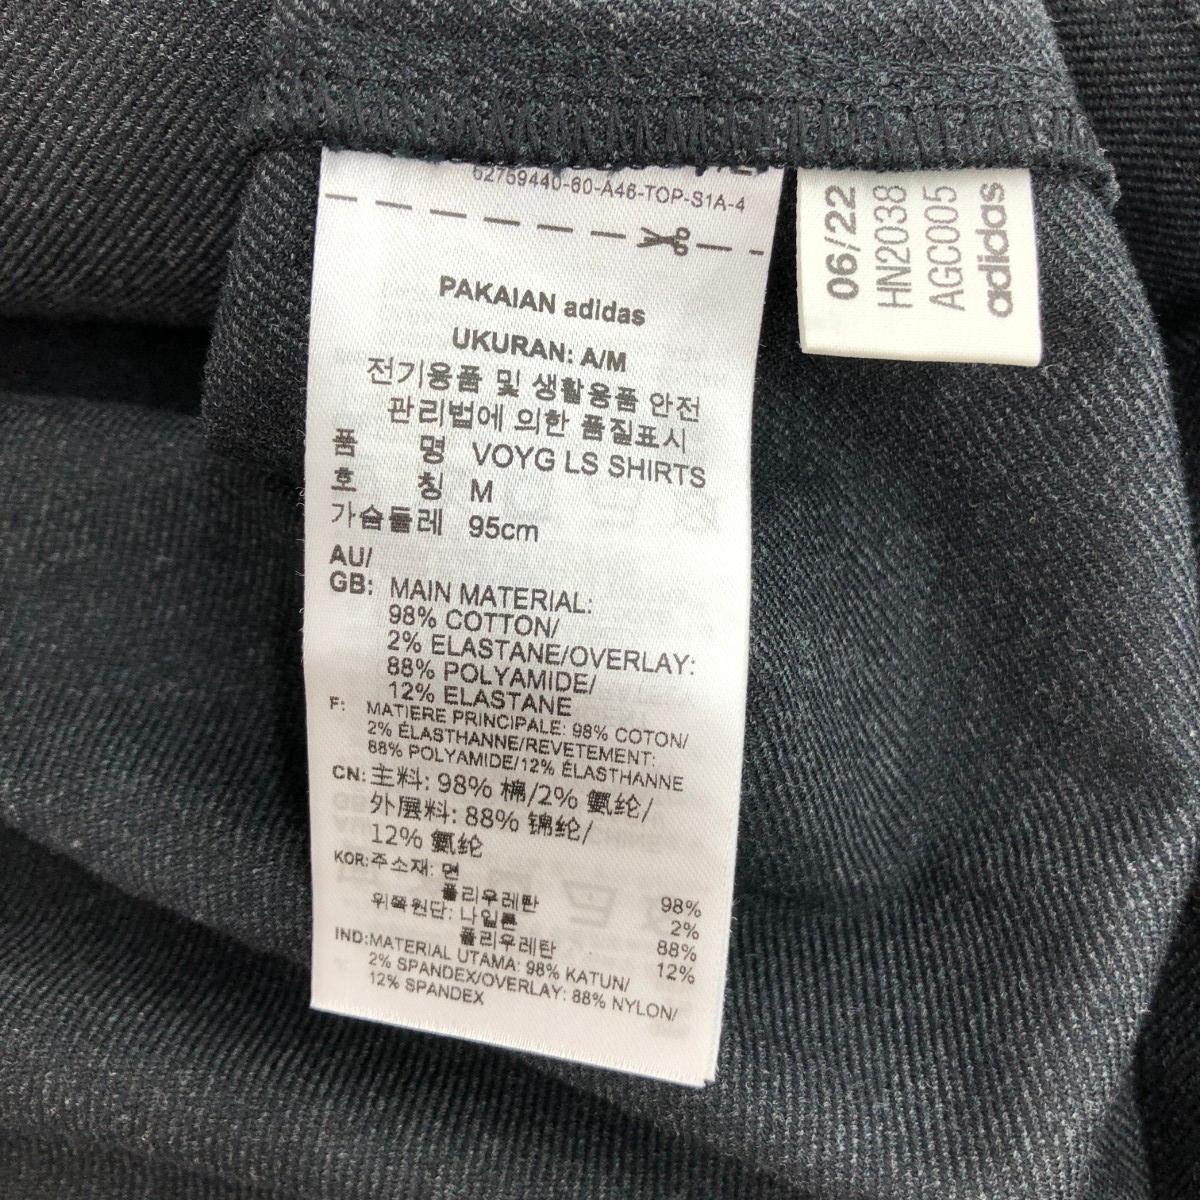 62759440-60-A46-TOP-S1A-4
PAKAIAN adidas
UKURAN: A/M
전기용품 및 생활용품 안전
관리법에 의한 품질표시
품 명 VOYG LS SHIRTS
호 칭 M
가슴둘레 95cm
AU/
GB: MAIN MATERIAL:
98% COTTON/
2% ELASTANE/OVERLAY:
88% POLYAMIDE/
12% ELASTANE
F: MATIERE PRINCIPALE: 98% COTON/
2% ÉLASTHANNE/REVETEMENT:
88% POLYAMIDE/12% ÉLASTHANNE
CN: 主料: 98% 棉/2% 氨纶/
外层料: 88% 锦纶/
12% 氨纶
KOR: 주소재: 면 98%
폴리우레탄 2%
위쪽원단: 나일론 88%
폴리우레탄 12%
IND: MATERIAL UTAMA: 98% KATUN/
2% SPANDEX/OVERLAY: 88% NYLON/
12% SPANDEX
06/22
HN2038
AGC005
adidas